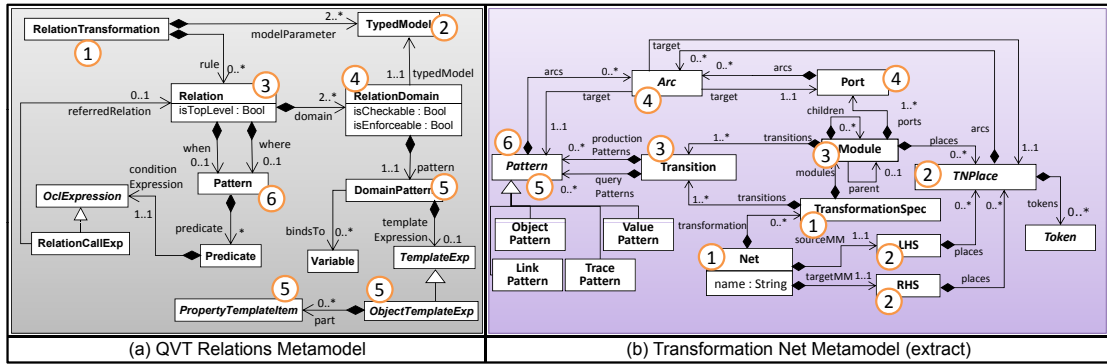 RelationTransformation
1
2..*
modelParameter
TypedModel
2
rule
0..*
1..1
typedModel
0..1
referredRelation
Relation
3
isTopLevel : Bool
2..*
domain
4
RelationDomain
isCheckable : Bool
isEnforceable : Bool
when
0..1
where
0..1
1..1
pattern
condition
Expression
Pattern
6
DomainPattern
5
OclExpression
1..1
predicate
*
template
Expression
0..1
bindsTo
0..*
RelationCallExp
Predicate
Variable
TemplateExp
PropertyTemplateItem
5
0..*
part
5
ObjectTemplateExp
(a) QVT Relations Metamodel
target
arcs
0..*
Arc
4
0..*
arcs
Port
4
target
target
1..1
1..1
children
0..*
1..*
ports
arcs
1..1
6
Pattern
5
production
Patterns
0..*
query
Patterns
0..*
3
Transition
1..*
transitions
Module
3
modules
parent
0..1
places
0..*
2
TNPlace
1..*
transitions
TransformationSpec
1
0..*
0..*
tokens
0..*
Token
Object
Pattern
Value
Pattern
Link
Pattern
Trace
Pattern
transformation
0..*
1
Net
name : String
sourceMM
1..1
LHS
2
places
targetMM
1..1
RHS
2
places
(b) Transformation Net Metamodel (extract)